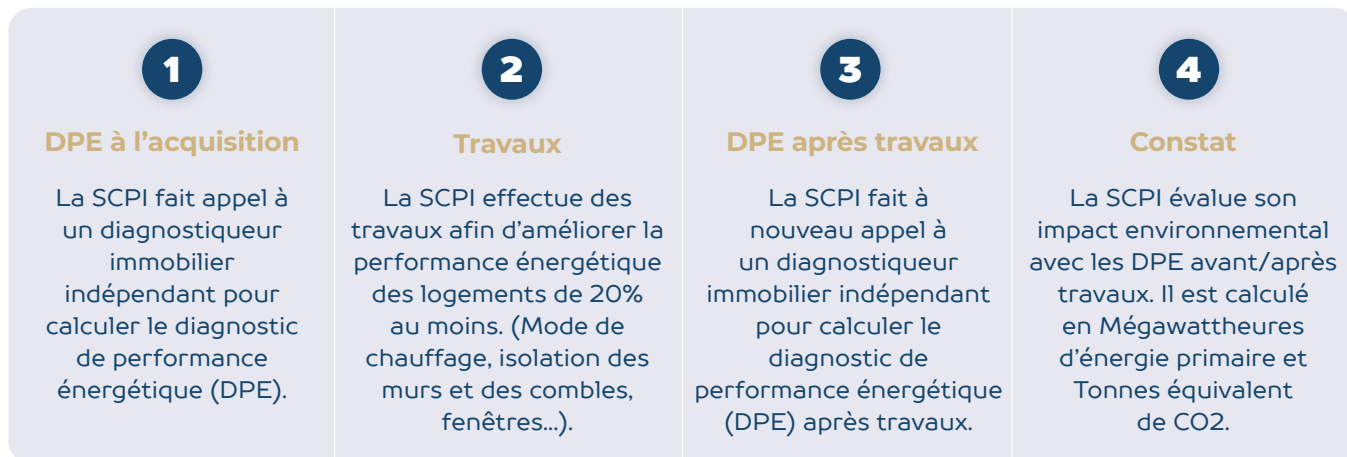 1
DPE à l’acquisition
La SCPI fait appel à
un diagnostiqueur
immobilier
indépendant pour
calculer le diagnostic
de performance
énergétique (DPE).
2
Travaux
La SCPI effectue des
travaux afin d’améliorer la
performance énergétique
des logements de 20%
au moins. (Mode de
chauffage, isolation des
murs et des combles,
fenêtres...).
3
DPE après travaux
La SCPI fait à
nouveau appel à
un diagnostiqueur
immobilier indépendant
pour calculer le
diagnostic de
performance énergétique
(DPE) après travaux.
4
Constat
La SCPI évalue son
impact environnemental
avec les DPE avant/après
travaux. Il est calculé
en Mégawattheures
d’énergie primaire et
Tonnes équivalent
de CO2.